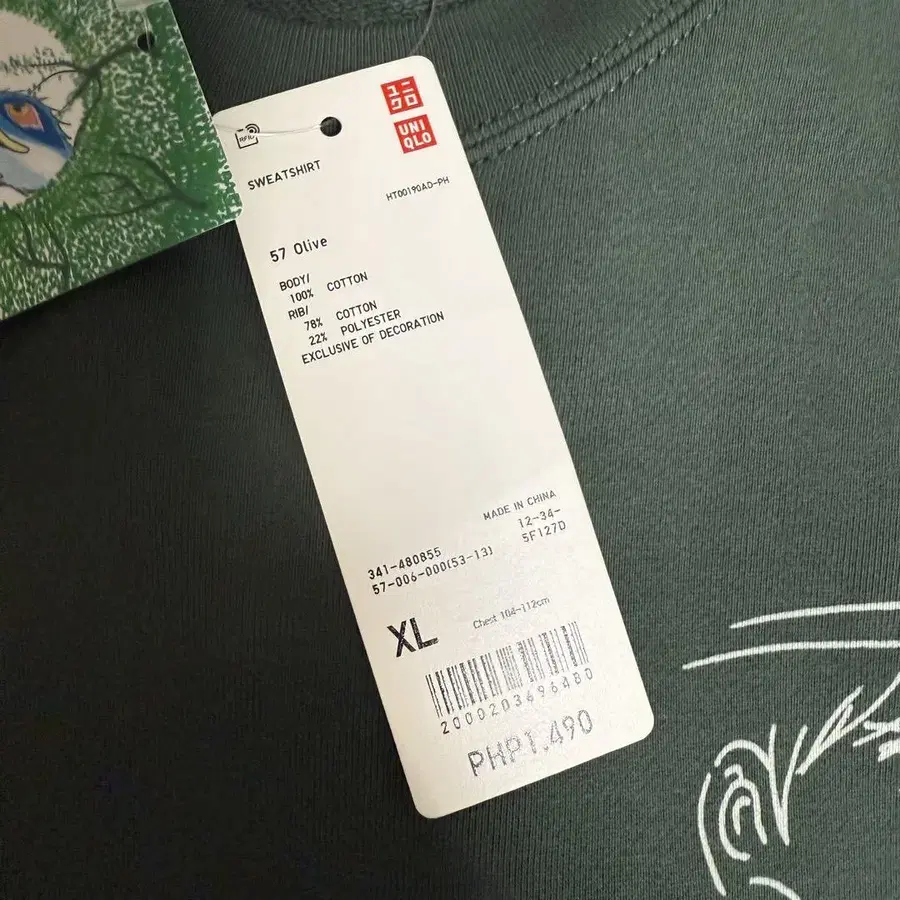 ユニ
クロ
UNI
QLO
RFID
SWEATSHIRT
HT00190AD-PH
57 Olive
BODY/
100% COTTON
RIB/
78% COTTON
22% POLYESTER
EXCLUSIVE OF DECORATION
MADE IN CHINA
12-34-
5F127D
341-480855
57-006-000(53-13)
XL
Chest 104-112cm
2000203696480
PHP1,490